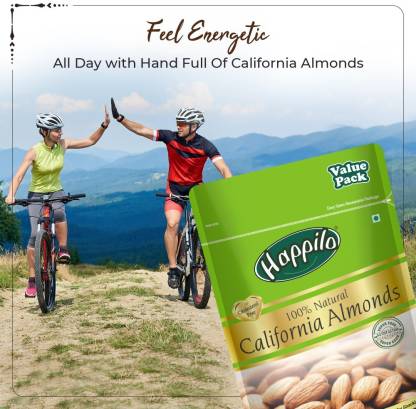 Feel Energetic
All Day with Hand Full Of California Almonds
Value
Pack
Happilo
100% Natural
California Almonds